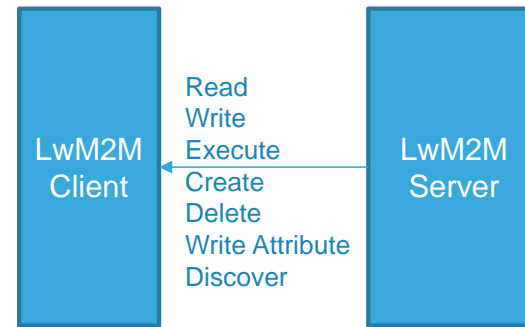 LwM2M
Client
Read
Write
Execute
Create
Delete
Write Attribute
Discover
LwM2M
Server